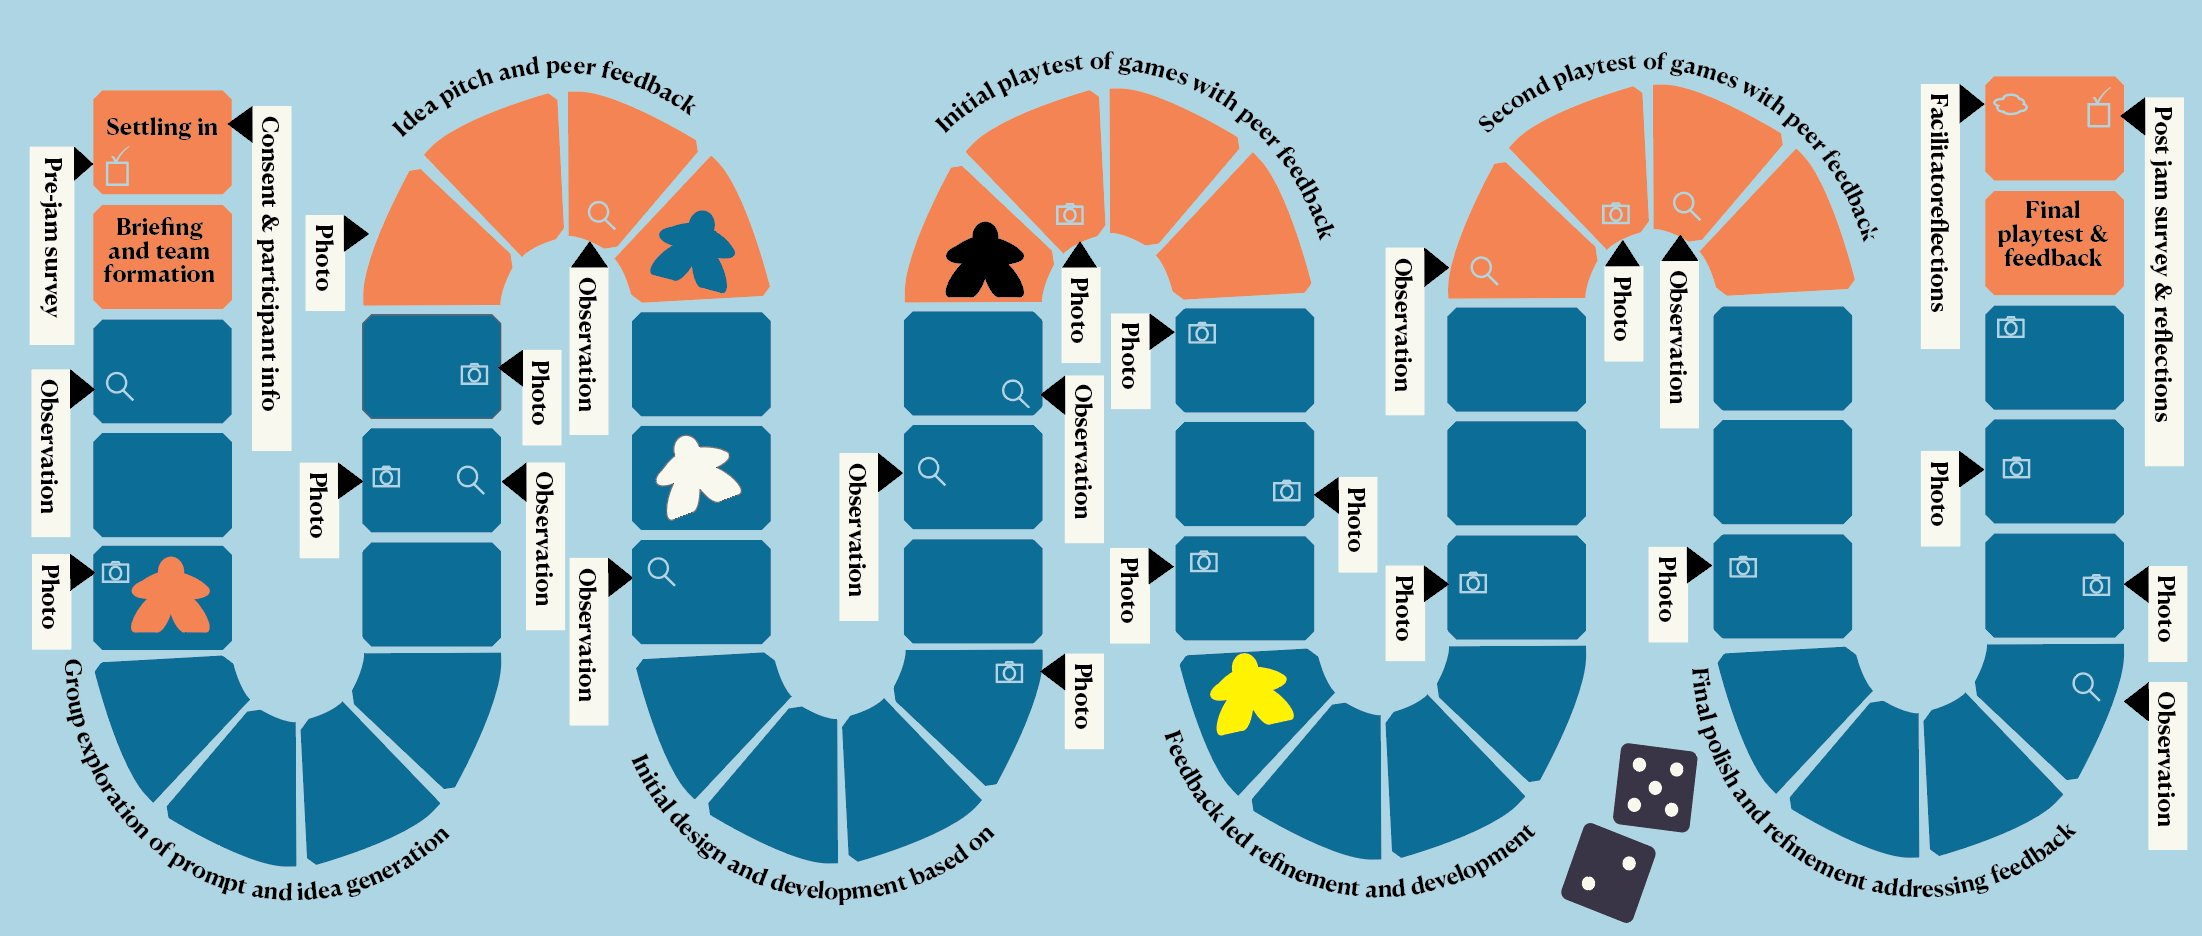 Settling in
Consent & participant info
Pre-jam survey
Briefing
and team
formation
Observation
Photo
Group exploration of prompt and idea generation
Observation
Photo
Photo
Photo
Idea pitch and peer feedback
Observation
Observation
Initial design and development based on
Photo
Observation
Observation
Initial playtest of games with peer feedback
Photo
Photo
Photo
Photo
Feedback led refinement and development
Photo
Observation
Second playtest of games with peer feedback
Photo
Observation
Photo
Final polish and refinement addressing feedback
Observation
Photo
Photo
Final
playtest &
feedback
Facilitatoreflections
Post jam survey & reflections